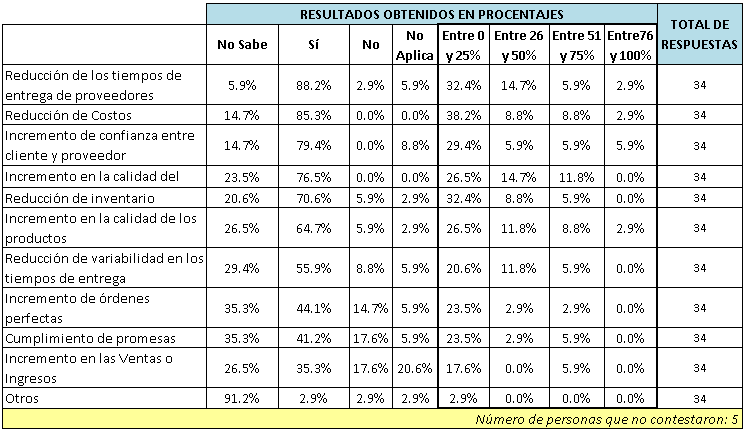 RESULTADOS OBTENIDOS EN PROCENTAJES TOTAL DE RESPUESTAS
No Sabe Sí No No Aplica Entre 0 y 25% Entre 26 y 50% Entre 51 y 75% Entre76 y 100%
Reducción de los tiempos de entrega de proveedores 5.9% 88.2% 2.9% 5.9% 32.4% 14.7% 5.9% 2.9% 34
Reducción de Costos 14.7% 85.3% 0.0% 0.0% 38.2% 8.8% 8.8% 2.9% 34
Incremento de confianza entre cliente y proveedor 14.7% 79.4% 0.0% 8.8% 29.4% 5.9% 5.9% 5.9% 34
Incremento en la calidad del 23.5% 76.5% 0.0% 0.0% 26.5% 14.7% 11.8% 0.0% 34
Reducción de inventario 20.6% 70.6% 5.9% 2.9% 32.4% 8.8% 5.9% 0.0% 34
Incremento en la calidad de los productos 26.5% 64.7% 5.9% 2.9% 26.5% 11.8% 8.8% 2.9% 34
Reducción de variabilidad en los tiempos de entrega 29.4% 55.9% 8.8% 5.9% 20.6% 11.8% 5.9% 0.0% 34
Incremento de órdenes perfectas 35.3% 44.1% 14.7% 5.9% 23.5% 2.9% 2.9% 0.0% 34
Cumplimiento de promesas 35.3% 41.2% 17.6% 5.9% 23.5% 2.9% 5.9% 0.0% 34
Incremento en las Ventas o Ingresos 26.5% 35.3% 17.6% 20.6% 17.6% 0.0% 5.9% 0.0% 34
Otros 91.2% 2.9% 2.9% 2.9% 2.9% 0.0% 0.0% 0.0% 34
Número de personas que no contestaron: 5